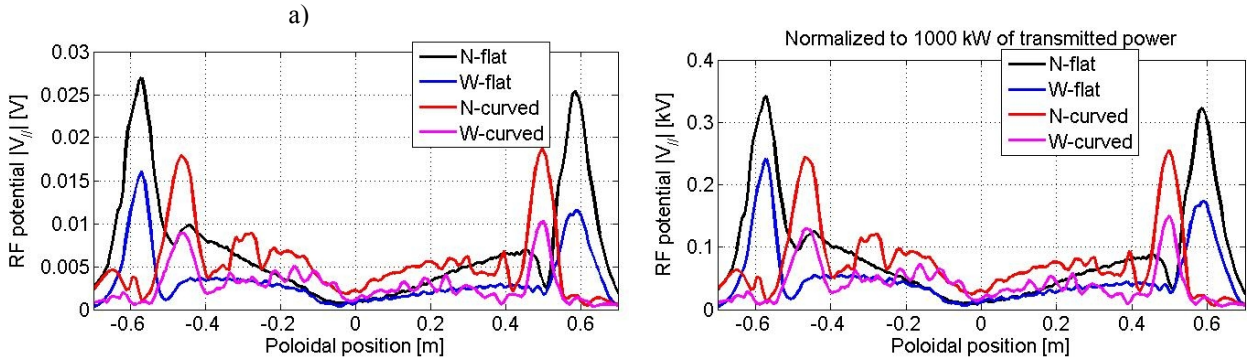 a)
RF potential |V//| [V]
0.03
0.025
0.02
0.015
0.01
0.005
0
-0.6 -0.4 -0.2 0 0.2 0.4 0.6
Poloidal position [m]
N-flat
W-flat
N-curved
W-curved
Normalized to 1000 kW of transmitted power
RF potential |V//| [kV]
0.4
0.3
0.2
0.1
0
-0.6 -0.4 -0.2 0 0.2 0.4 0.6
Poloidal position [m]
N-flat
W-flat
N-curved
W-curved